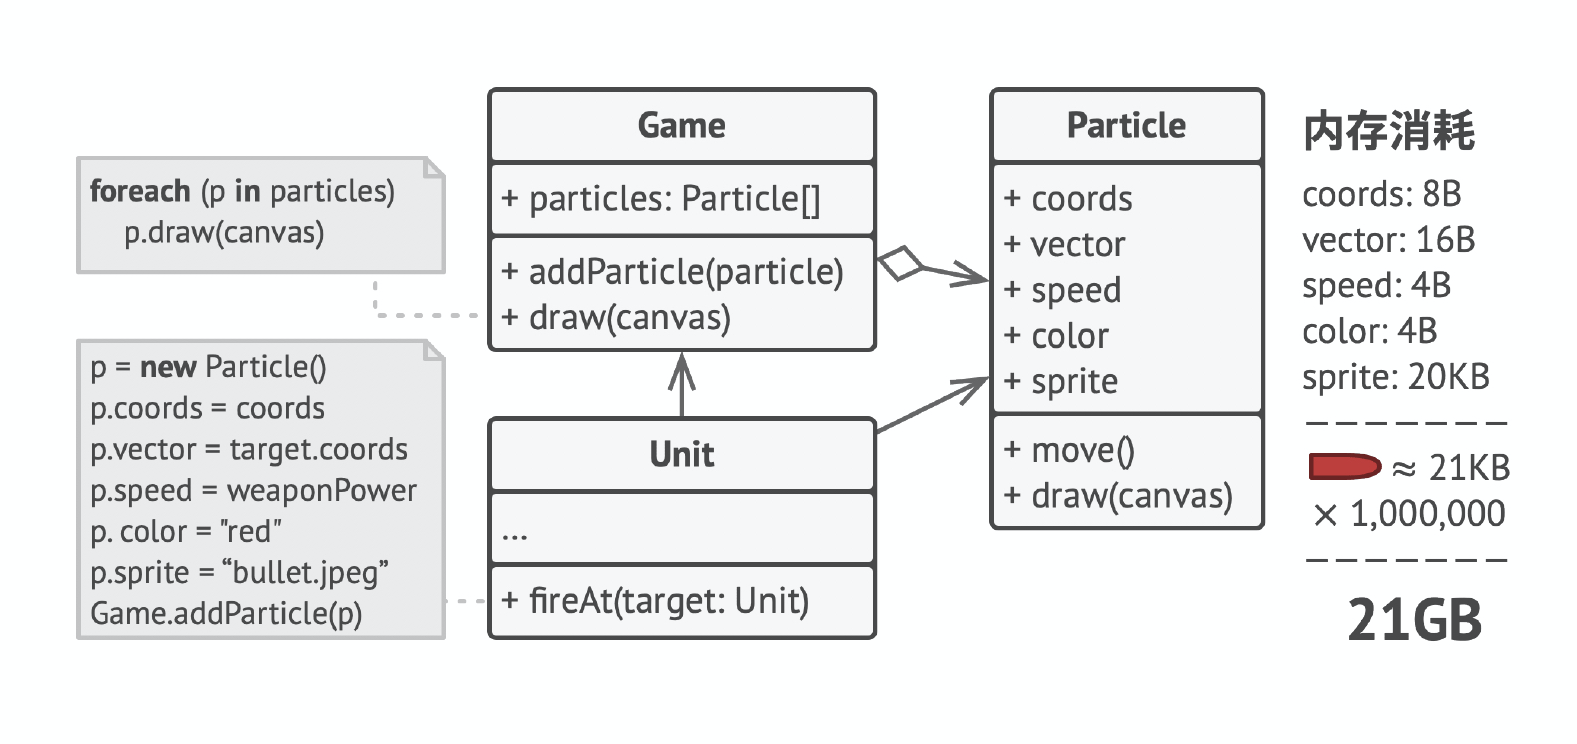 foreach (p in particles)
p.draw(canvas)
p = new Particle()
p.coords = coords
p.vector = target.coords
p.speed = weaponPower
p. color = "red"
p.sprite = “bullet.jpeg”
Game.addParticle(p)
Game
+ particles: Particle[]
+ addParticle(particle)
+ draw(canvas)
Unit
...
+ fireAt(target: Unit)
Particle
+ coords
+ vector
+ speed
+ color
+ sprite
+ move()
+ draw(canvas)
内存消耗
coords: 8B
vector: 16B
speed: 4B
color: 4B
sprite: 20KB
≈ 21KB
× 1,000,000
21GB